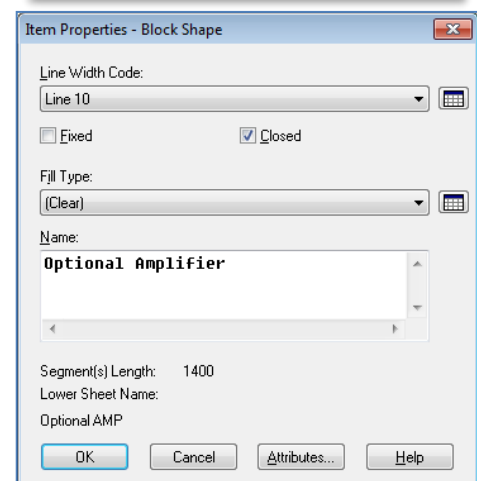 Item Properties - Block Shape
Line Width Code:
Line 10
Fixed Closed
Fill Type:
(Clear)
Name:
Optional Amplifier
Segment(s) Length: 1400
Lower Sheet Name:
Optional AMP
OK Cancel Attributes... Help